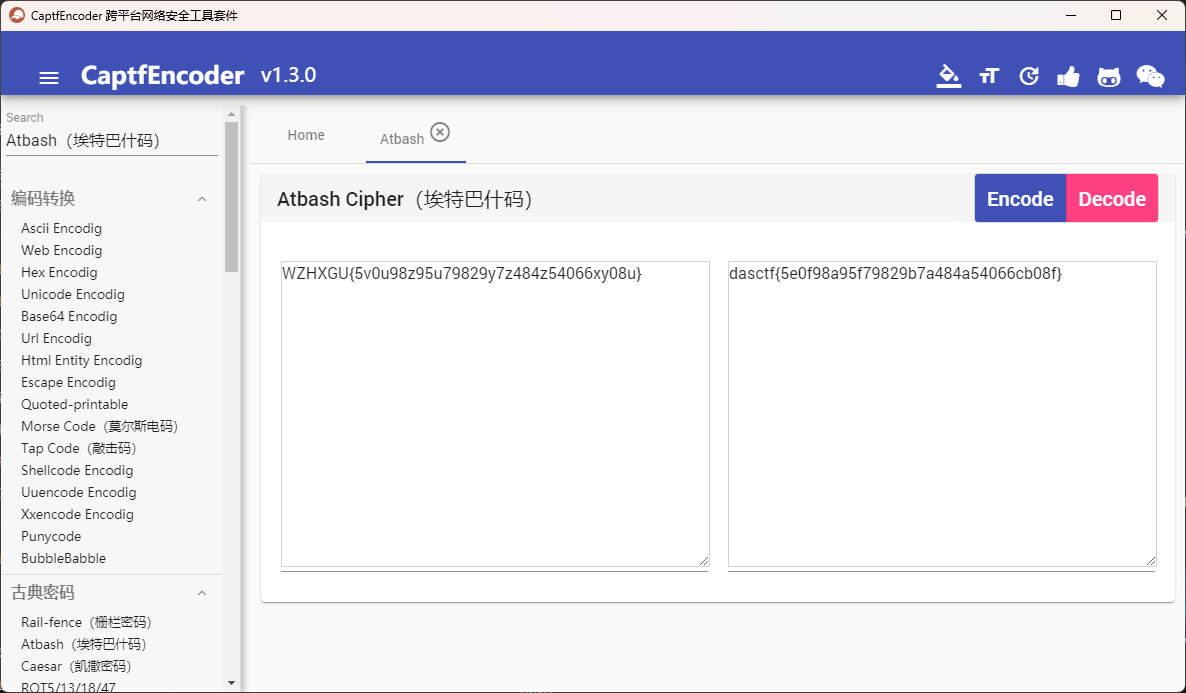 CaptfEncoder 跨平台网络安全工具套件
CaptfEncoder v1.3.0
Search
Atbash（埃特巴什码）
编码转换
Ascii Encodig
Web Encodig
Hex Encodig
Unicode Encodig
Base64 Encodig
Url Encodig
Html Entity Encodig
Escape Encodig
Quoted-printable
Morse Code（莫尔斯电码）
Tap Code（敲击码）
Shellcode Encodig
Uuencode Encodig
Xxencode Encodig
Punycode
BubbleBabble
古典密码
Rail-fence（栅栏密码）
Atbash（埃特巴什码）
Caesar（凯撒密码）
ROT5/13/18/47
Home
Atbash
Atbash Cipher（埃特巴什码）
Encode
Decode
WZHXGU{5v0u98z95u79829y7z484z54066xy08u}
dasctf{5e0f98a95f79829b7a484a54066cb08f}